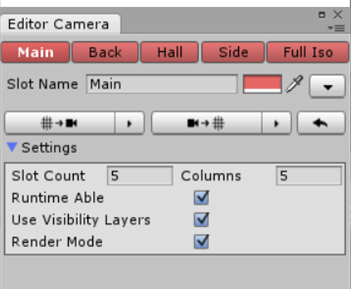 Editor Camera
Main Back Hall Side Full Iso
Slot Name Main
Settings
Slot Count 5 Columns 5
Runtime Able
Use Visibility Layers
Render Mode